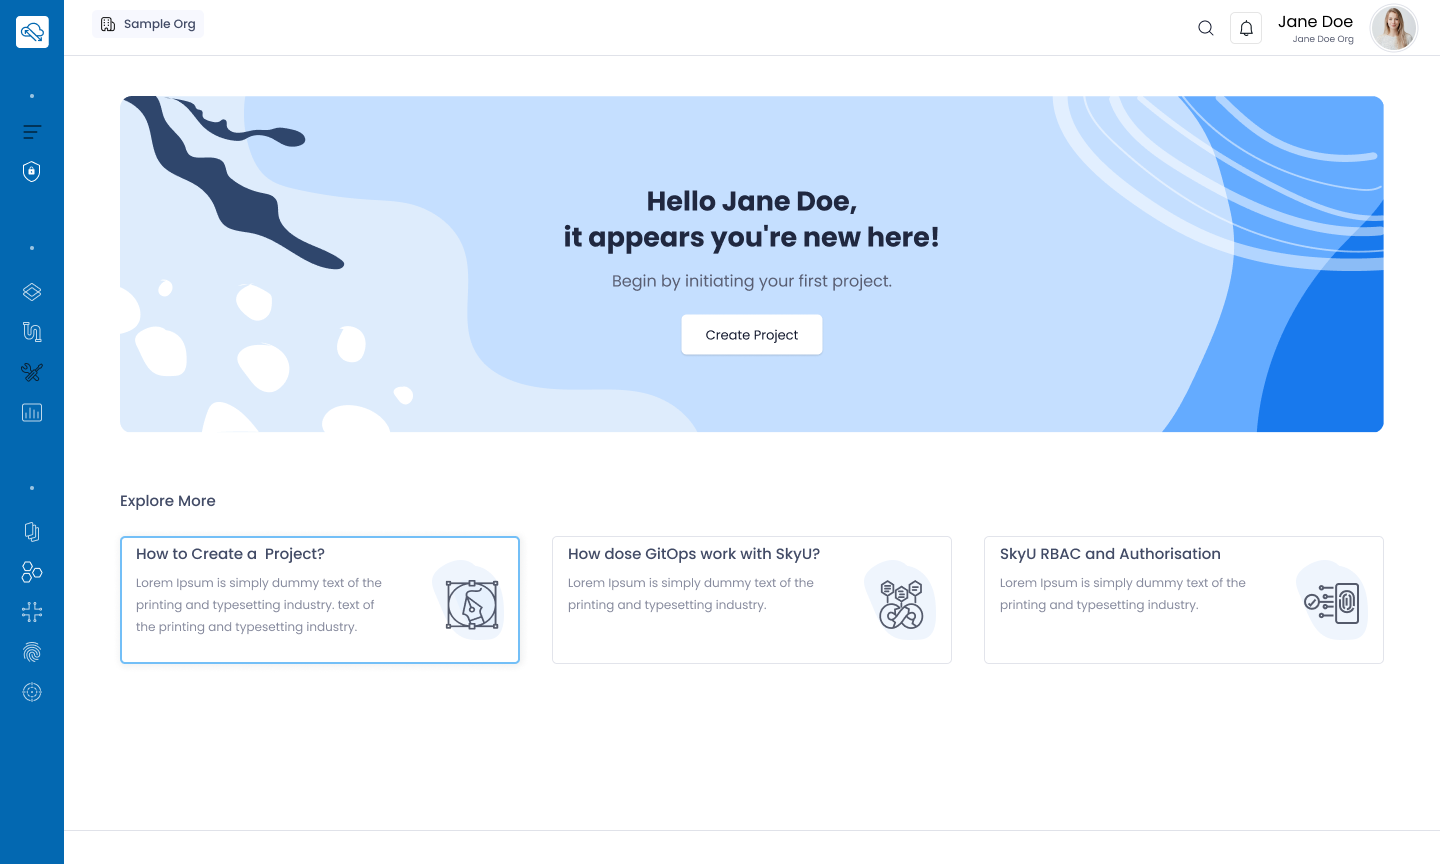 Sample Org
Jane Doe
Jane Doe Org
Hello Jane Doe,
it appears you're new here!
Begin by initiating your first project.
Create Project
Explore More
How to Create a  Project?
Lorem Ipsum is simply dummy text of the
printing and typesetting industry. text of
the printing and typesetting industry.
How dose GitOps work with SkyU?
Lorem Ipsum is simply dummy text of the
printing and typesetting industry.
SkyU RBAC and Authorisation
Lorem Ipsum is simply dummy text of the
printing and typesetting industry.